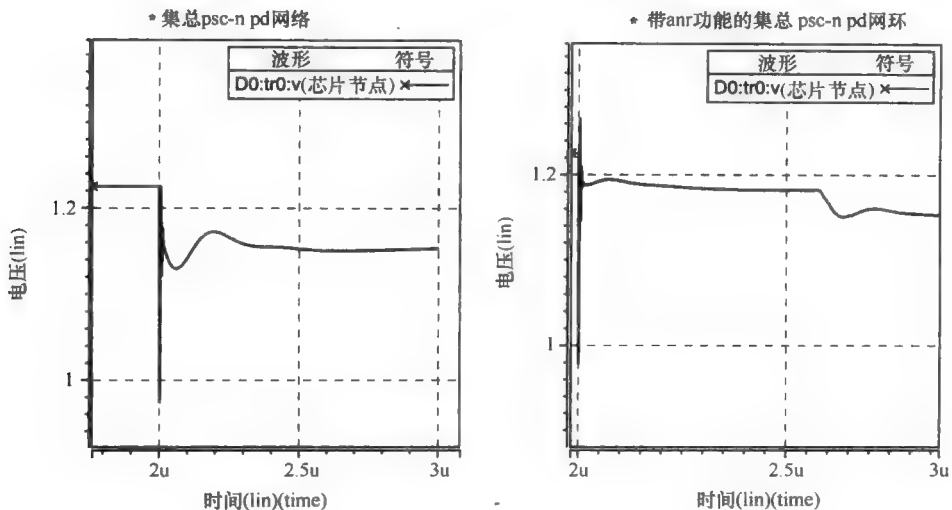 * 集总psc-n pd网络
波形 符号
D0:tr0:v(芯片节点)
1.2
1
电压(lin)
2u 2.5u 3u
时间(lin)(time)
* 带anr功能的集总 psc-n pd网环
波形 符号
D0:tr0:v(芯片节点)
1.2
1
电压(lin)
2u 2.5u 3u
时间(lin)(time)